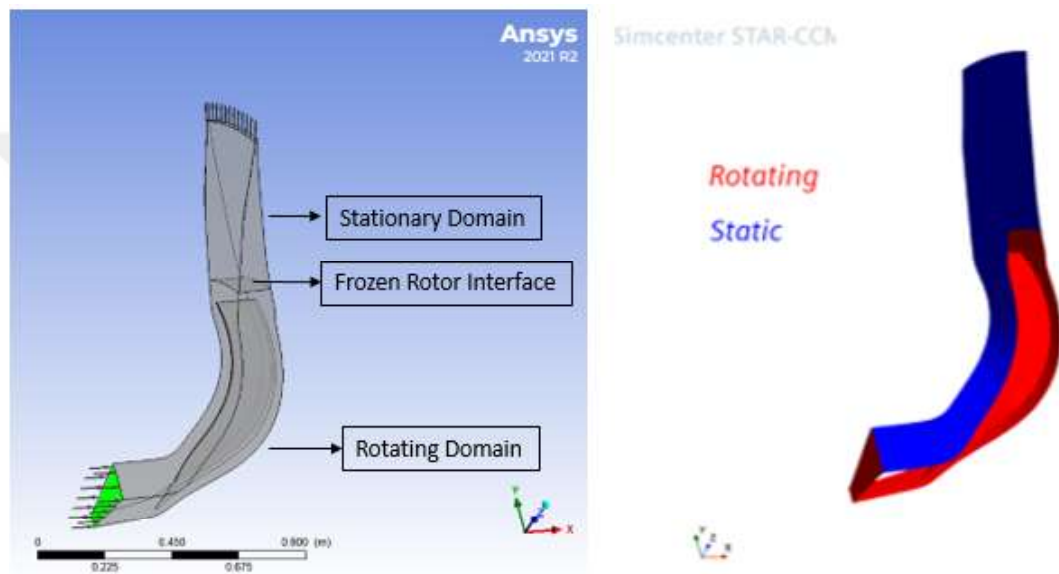 Ansys
2021 R2
Stationary Domain
Frozen Rotor Interface
Rotating Domain
Y
Z
X
0
0.450
0.900 (m)
0.225
0.675
Simcenter STAR-CCM
Rotating
Static
Y
Z
X